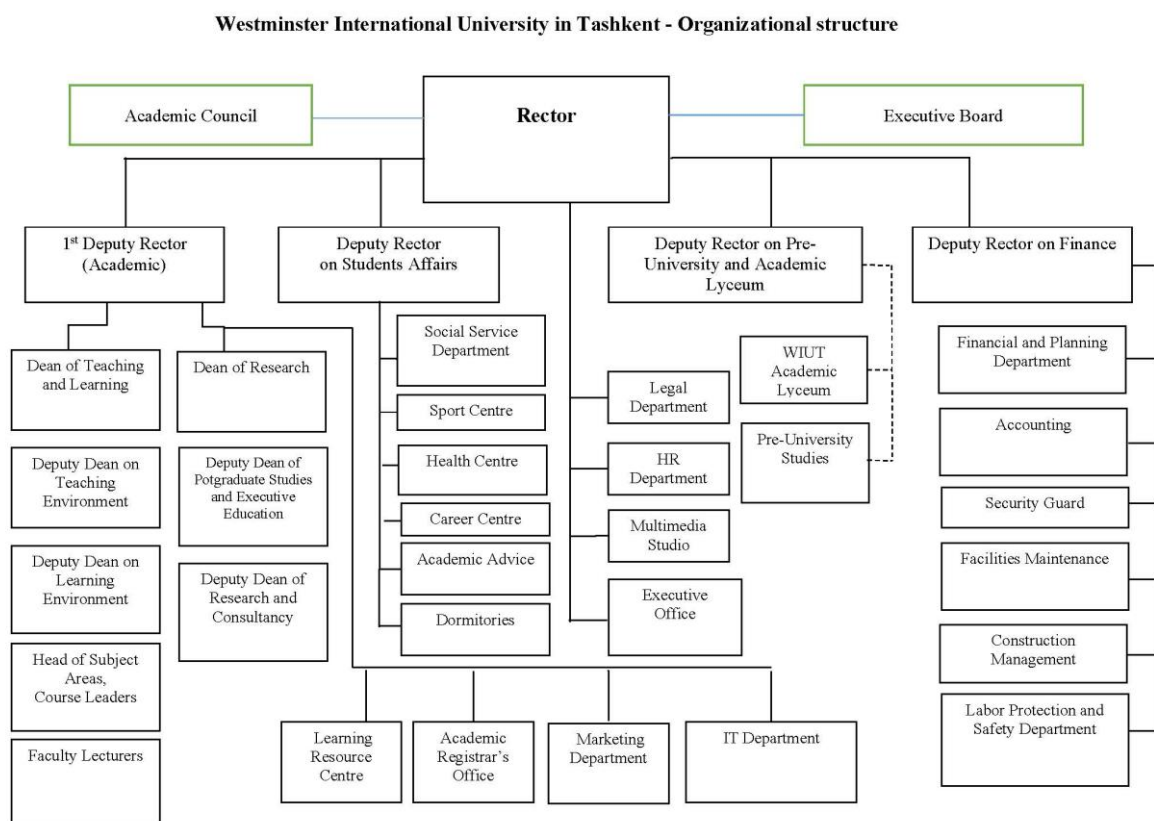 Westminster International University in Tashkent - Organizational structure
Academic Council
Rector
Executive Board
1st Deputy Rector
(Academic)
Deputy Rector
on Students Affairs
Deputy Rector on Pre-
University and Academic
Lyceum
Deputy Rector on Finance
Dean of Teaching
and Learning
Deputy Dean on
Teaching
Environment
Deputy Dean on
Learning
Environment
Head of Subject
Areas,
Course Leaders
Faculty Lecturers
Dean of Research
Deputy Dean of
Potgraduate Studies
and Executive
Education
Deputy Dean of
Research and
Consultancy
Social Service
Department
Sport Centre
Health Centre
Career Centre
Academic Advice
Dormitories
Legal
Department
HR
Department
Multimedia
Studio
Executive
Office
WIUT
Academic
Lyceum
Pre-University
Studies
Financial and Planning
Department
Accounting
Security Guard
Facilities Maintenance
Construction
Management
Labor Protection and
Safety Department
Learning
Resource
Centre
Academic
Registrar's
Office
Marketing
Department
IT Department